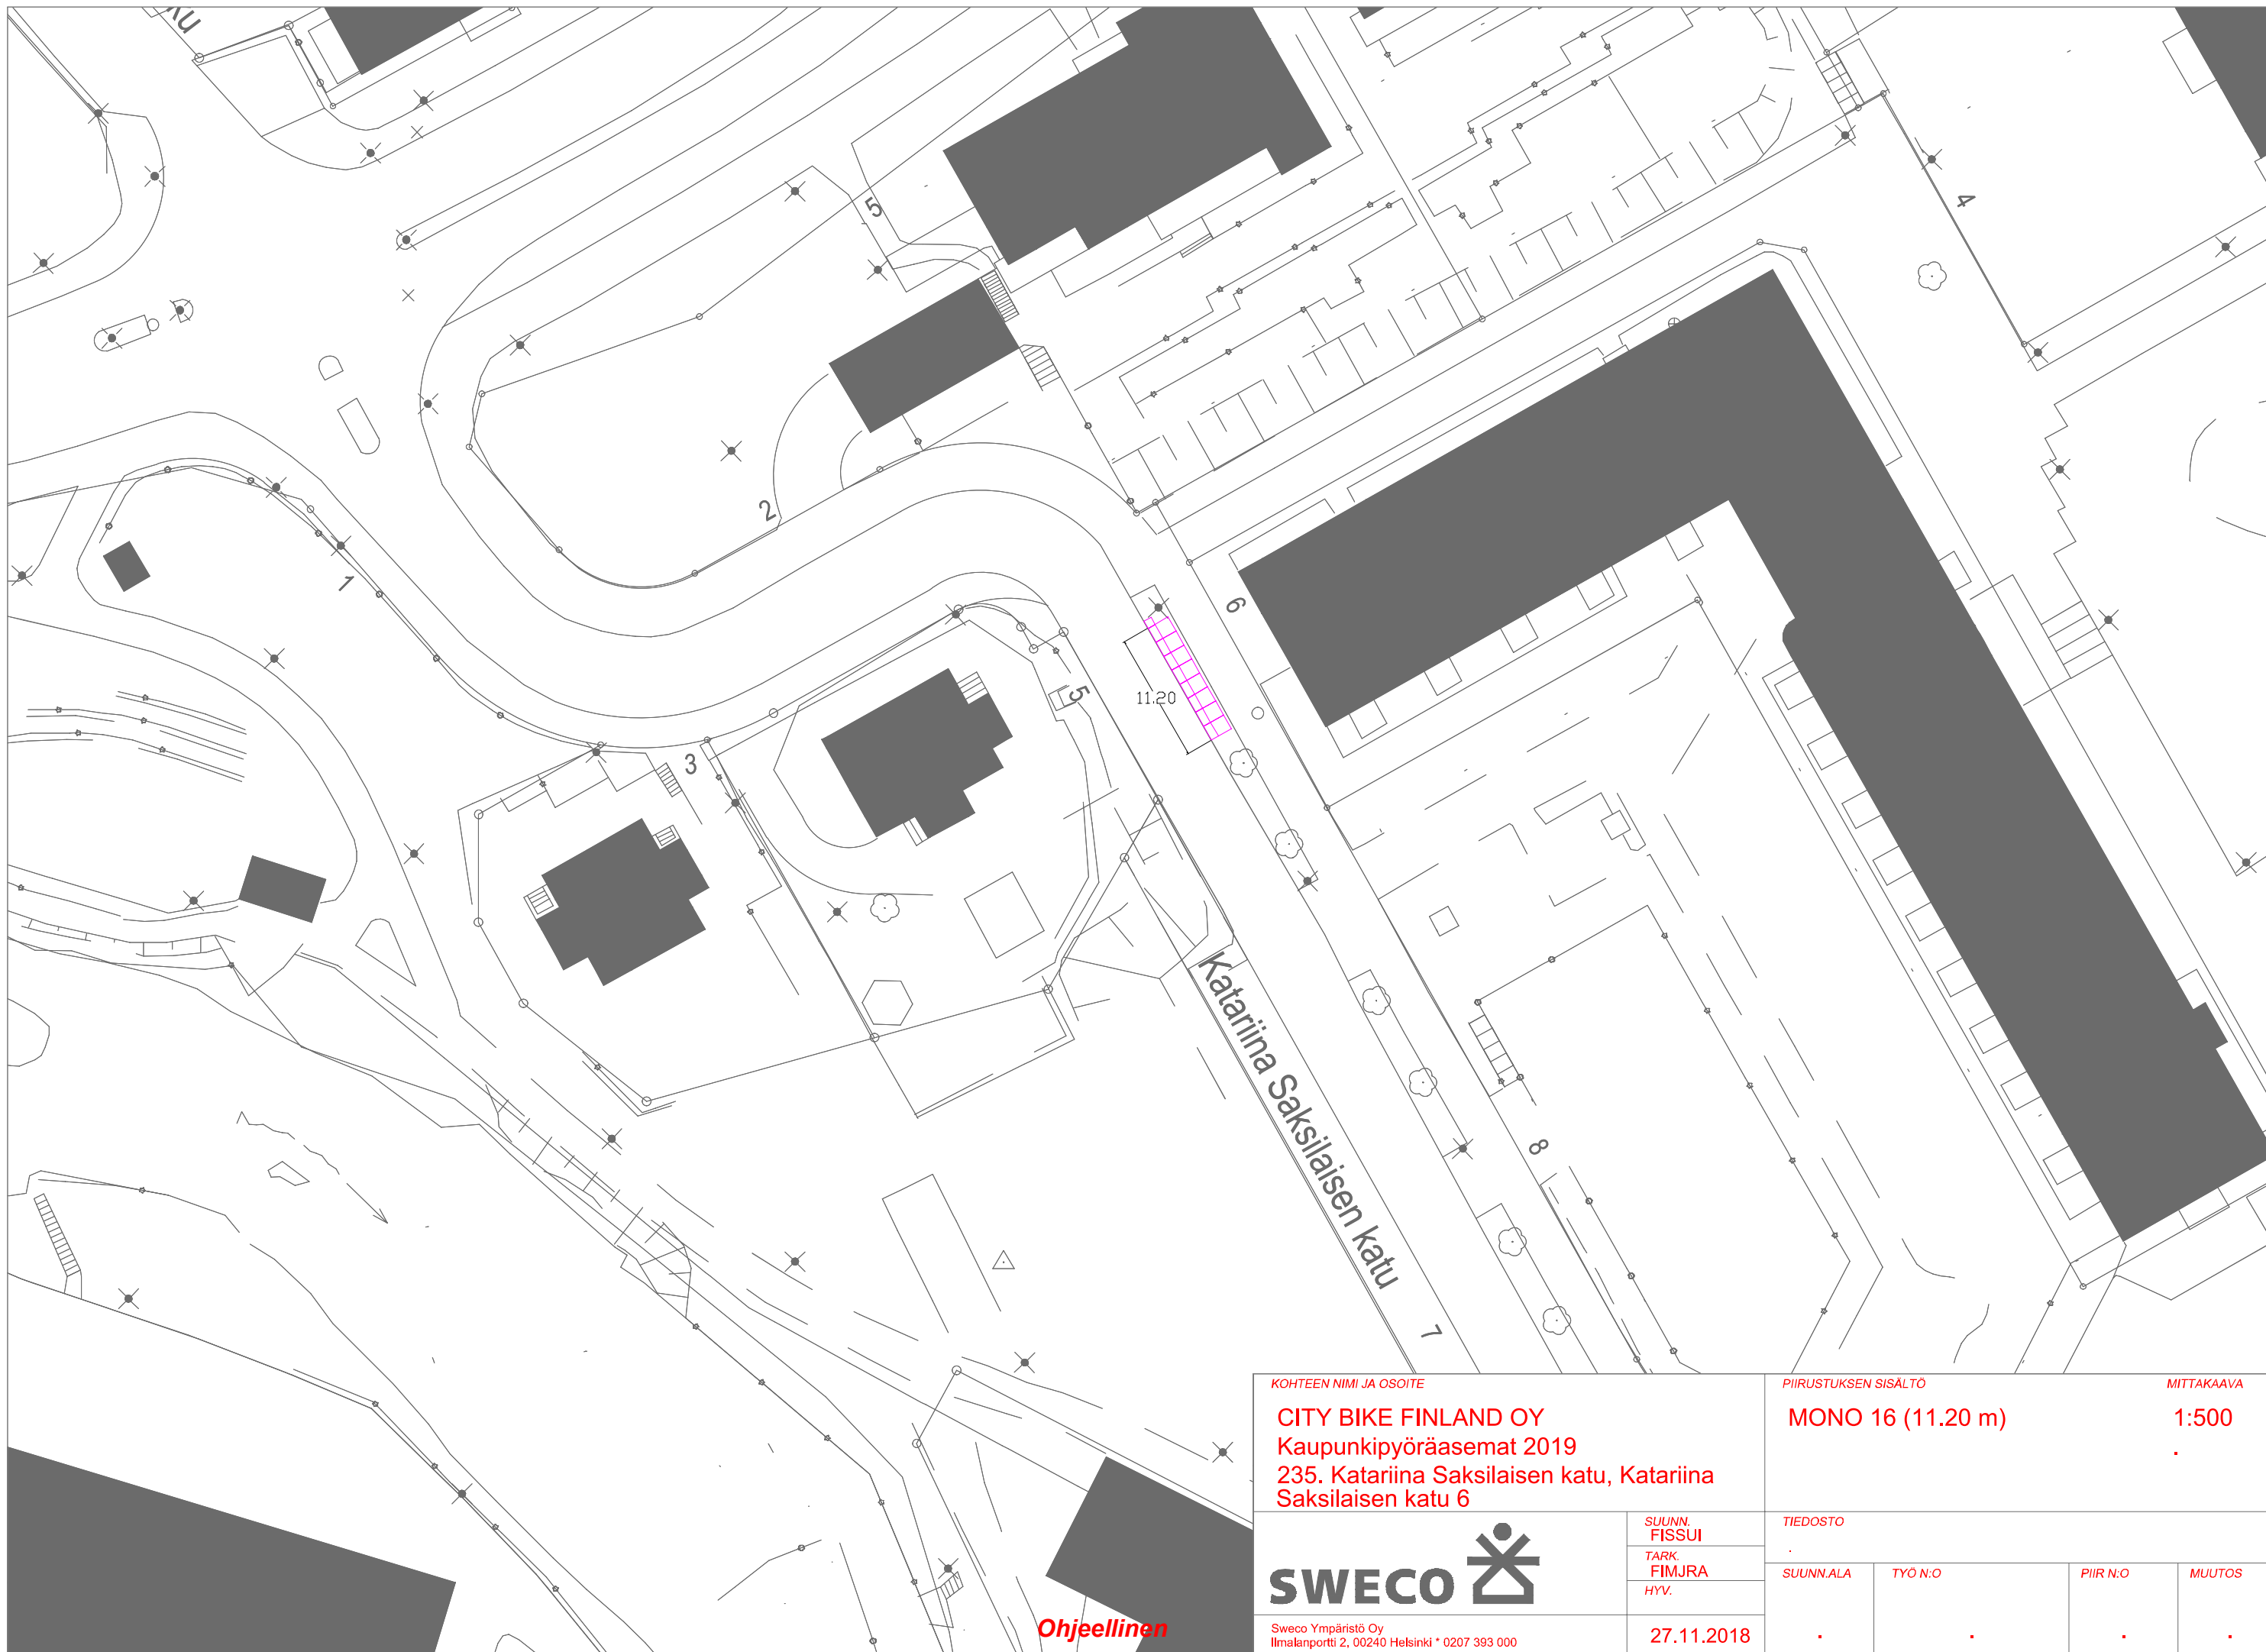 ku
5
4
2
6
1
5
11.20
3
Katariina Saksilaisen katu
8
7
KOHTEEN NIMI JA OSOITE
CITY BIKE FINLAND OY
Kaupunkipyöräasemat 2019
235. Katariina Saksilaisen katu, Katariina
Saksilaisen katu 6
PIIRUSTUKSEN SISÄLTÖ
MITTAKAAVA
MONO 16 (11.20 m)
1:500
.
SWECO
SUUNN.
FISSUI
TARK.
FIMJRA
HYV.
27.11.2018
TIEDOSTO
.
SUUNN.ALA
TYÖ N:O
PIIR N:O
MUUTOS
. . . .
Sweco Ympäristö Oy
Ilmalanportti 2, 00240 Helsinki * 0207 393 000
Ohjeellinen